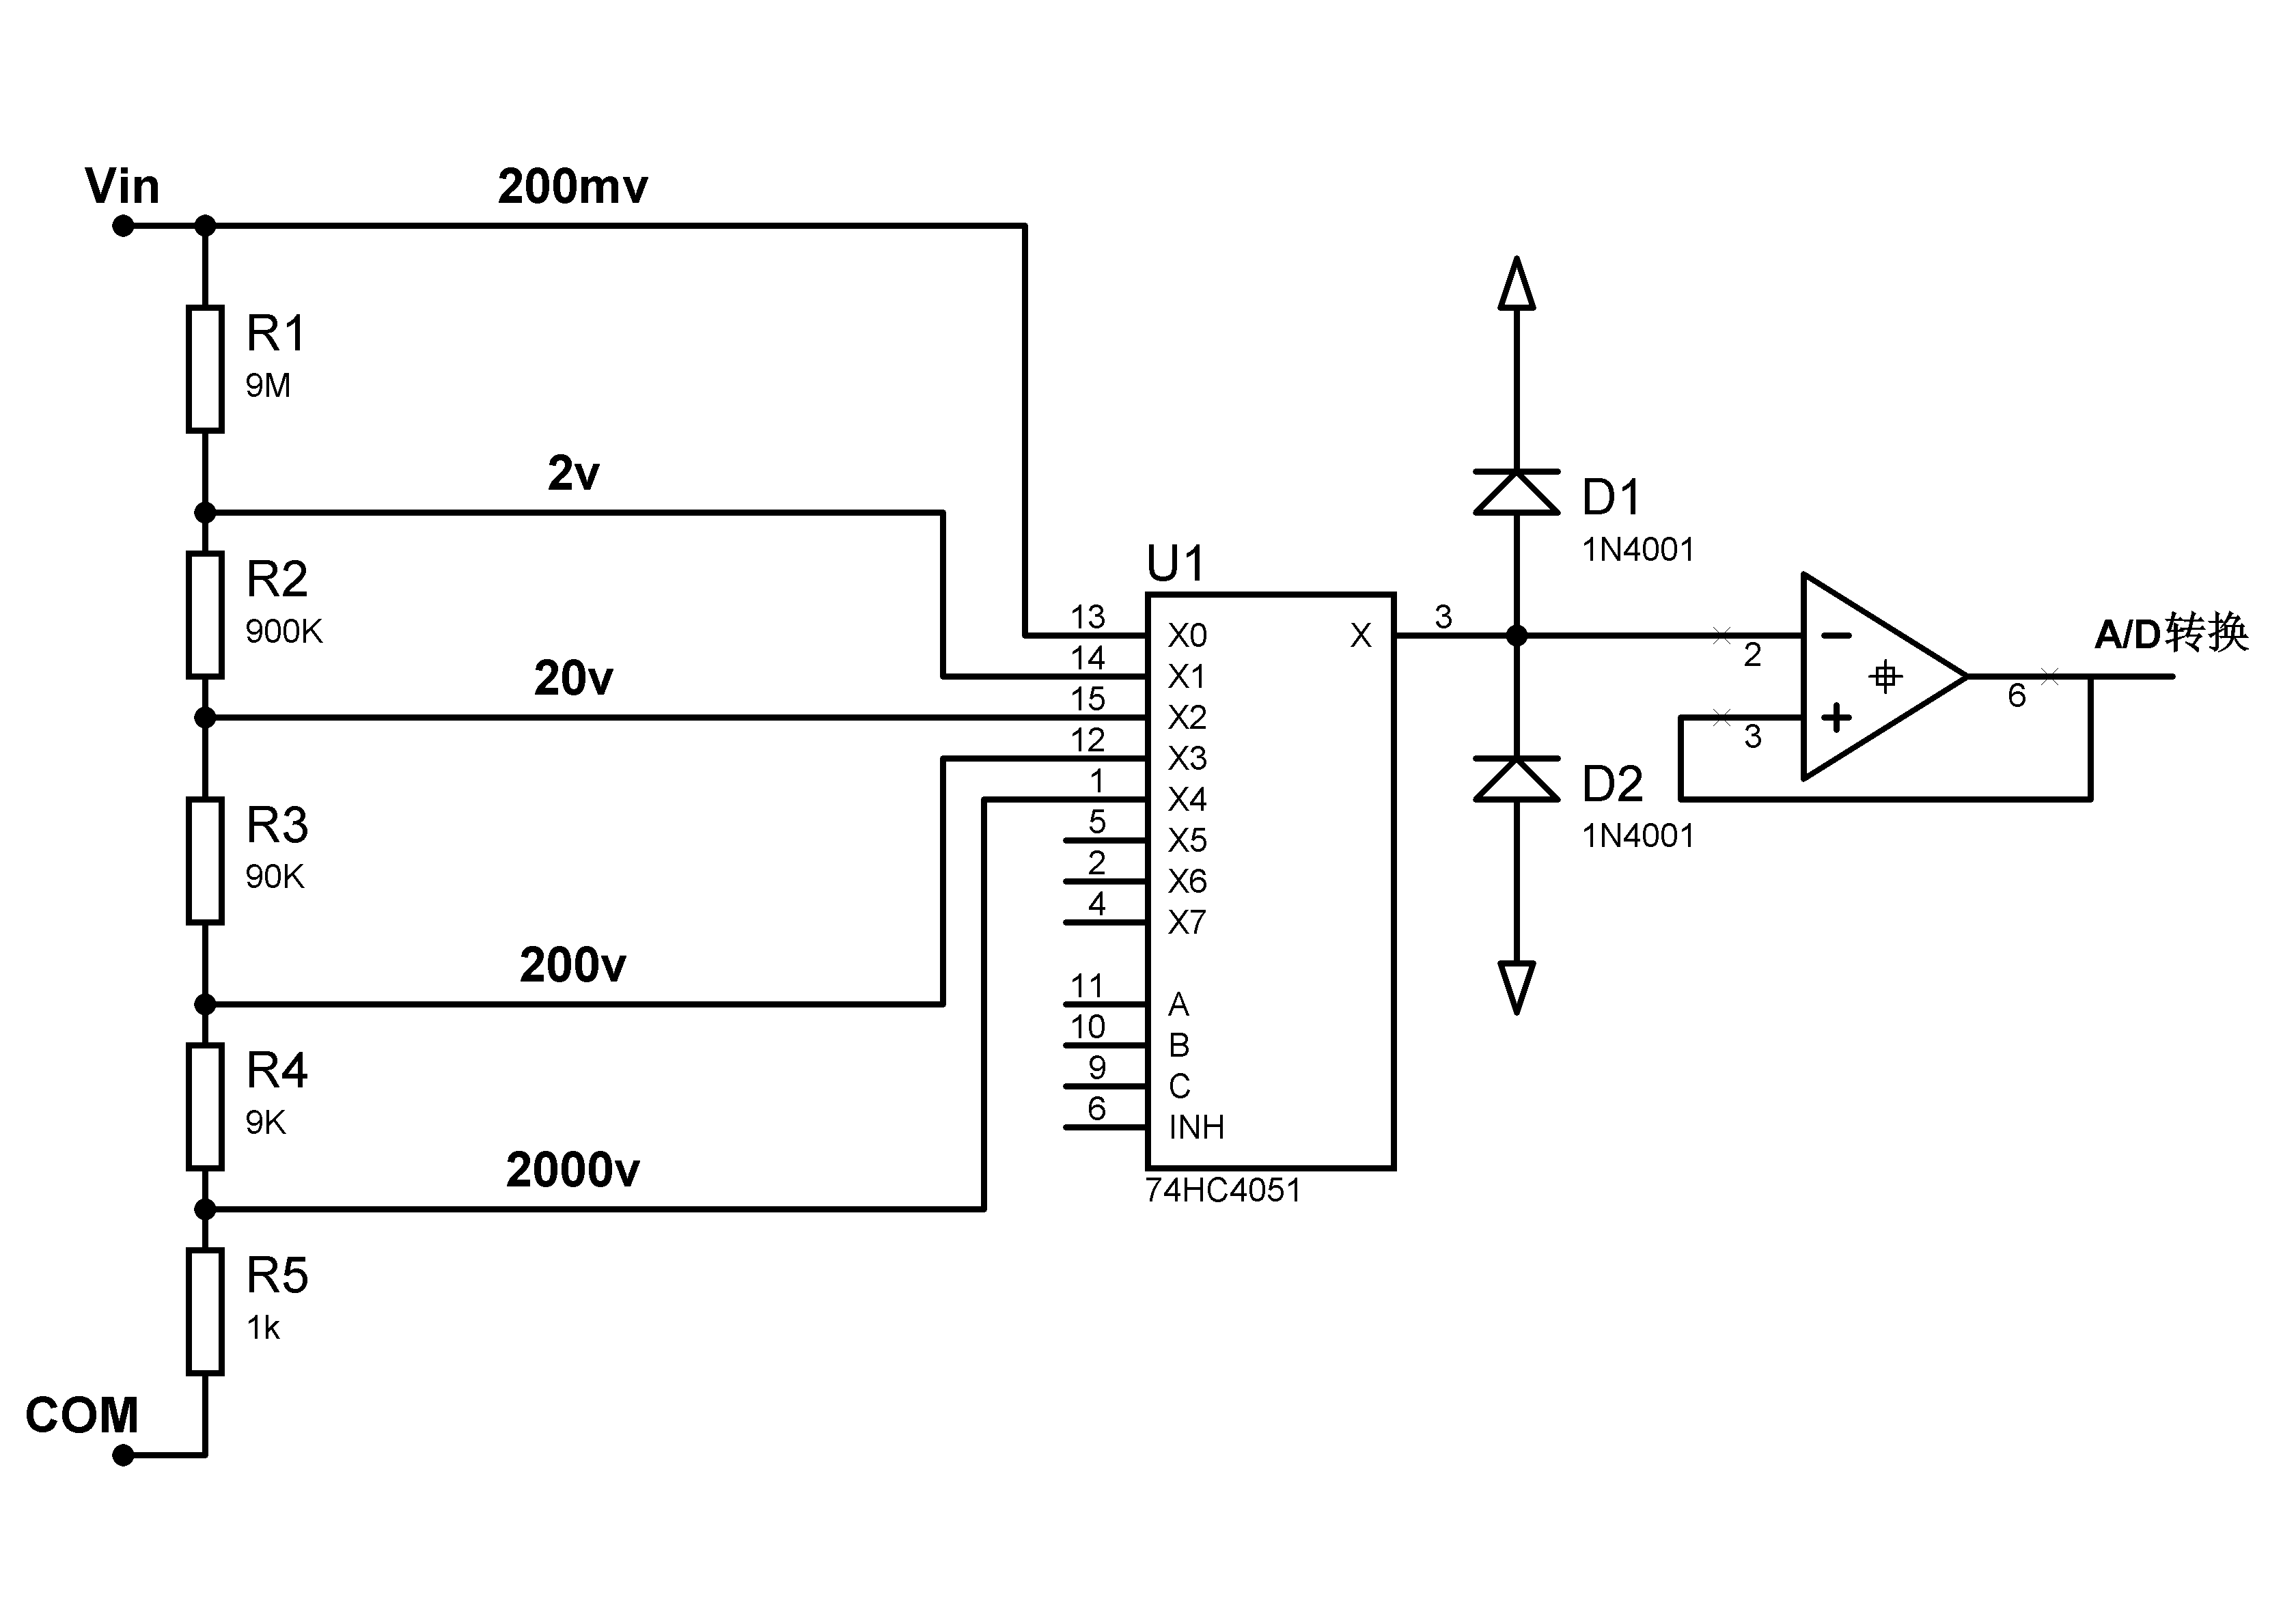 Vin
200mv
R1
9M
2v
R2
900K
20v
R3
90K
200v
R4
9K
2000v
R5
1k
COM
U1
13 X0
14 X1
15 X2
12 X3
1 X4
5 X5
2 X6
4 X7
11 A
10 B
9 C
6 INH
X 3
74HC4051
D1
1N4001
D2
1N4001
2 −
3 +
6
A/D转换